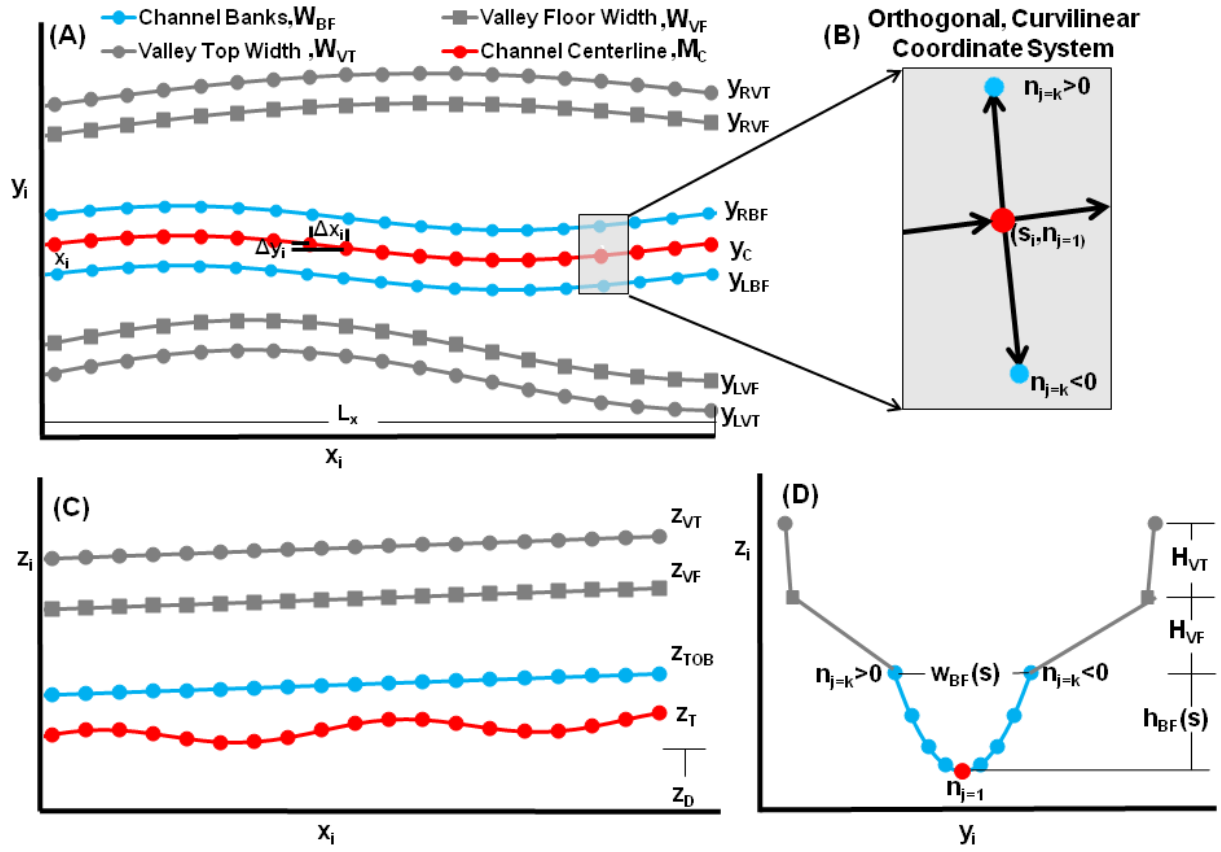 (A)
Channel Banks,W_BF
Valley Floor Width ,W_VF
Valley Top Width ,W_VT
Channel Centerline, M_C
y_RVT
y_RVF
y_i
y_RBF
Δx_i
Δy_i
x_i
y_C
y_LBF
y_LVF
L_x
y_LVT
x_i
(B)
Orthogonal, Curvilinear
Coordinate System
n_j=k>0
(s_i,n_j=1)
n_j=k<0
(C)
z_VT
z_i
z_VF
z_TOB
z_T
z_D
x_i
(D)
z_i
H_VT
H_VF
n_j=k>0
w_BF(s)
n_j=k<0
h_BF(s)
n_j=1
y_i